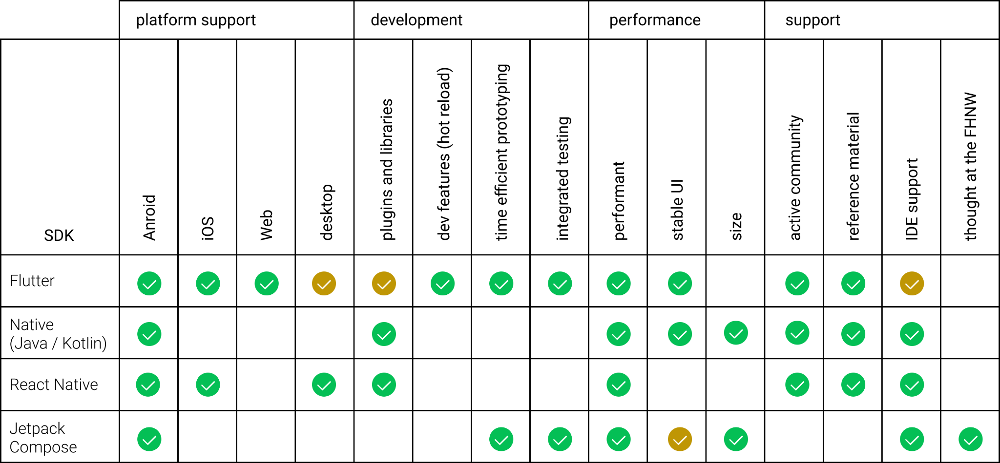 platform support
development
performance
support
SDK
Anroid
iOS
Web
desktop
plugins and libraries
dev features (hot reload)
time efficient prototyping
integrated testing
performant
stable UI
size
active community
reference material
IDE support
thought at the FHNW
Flutter
Native
(Java / Kotlin)
React Native
Jetpack
Compose